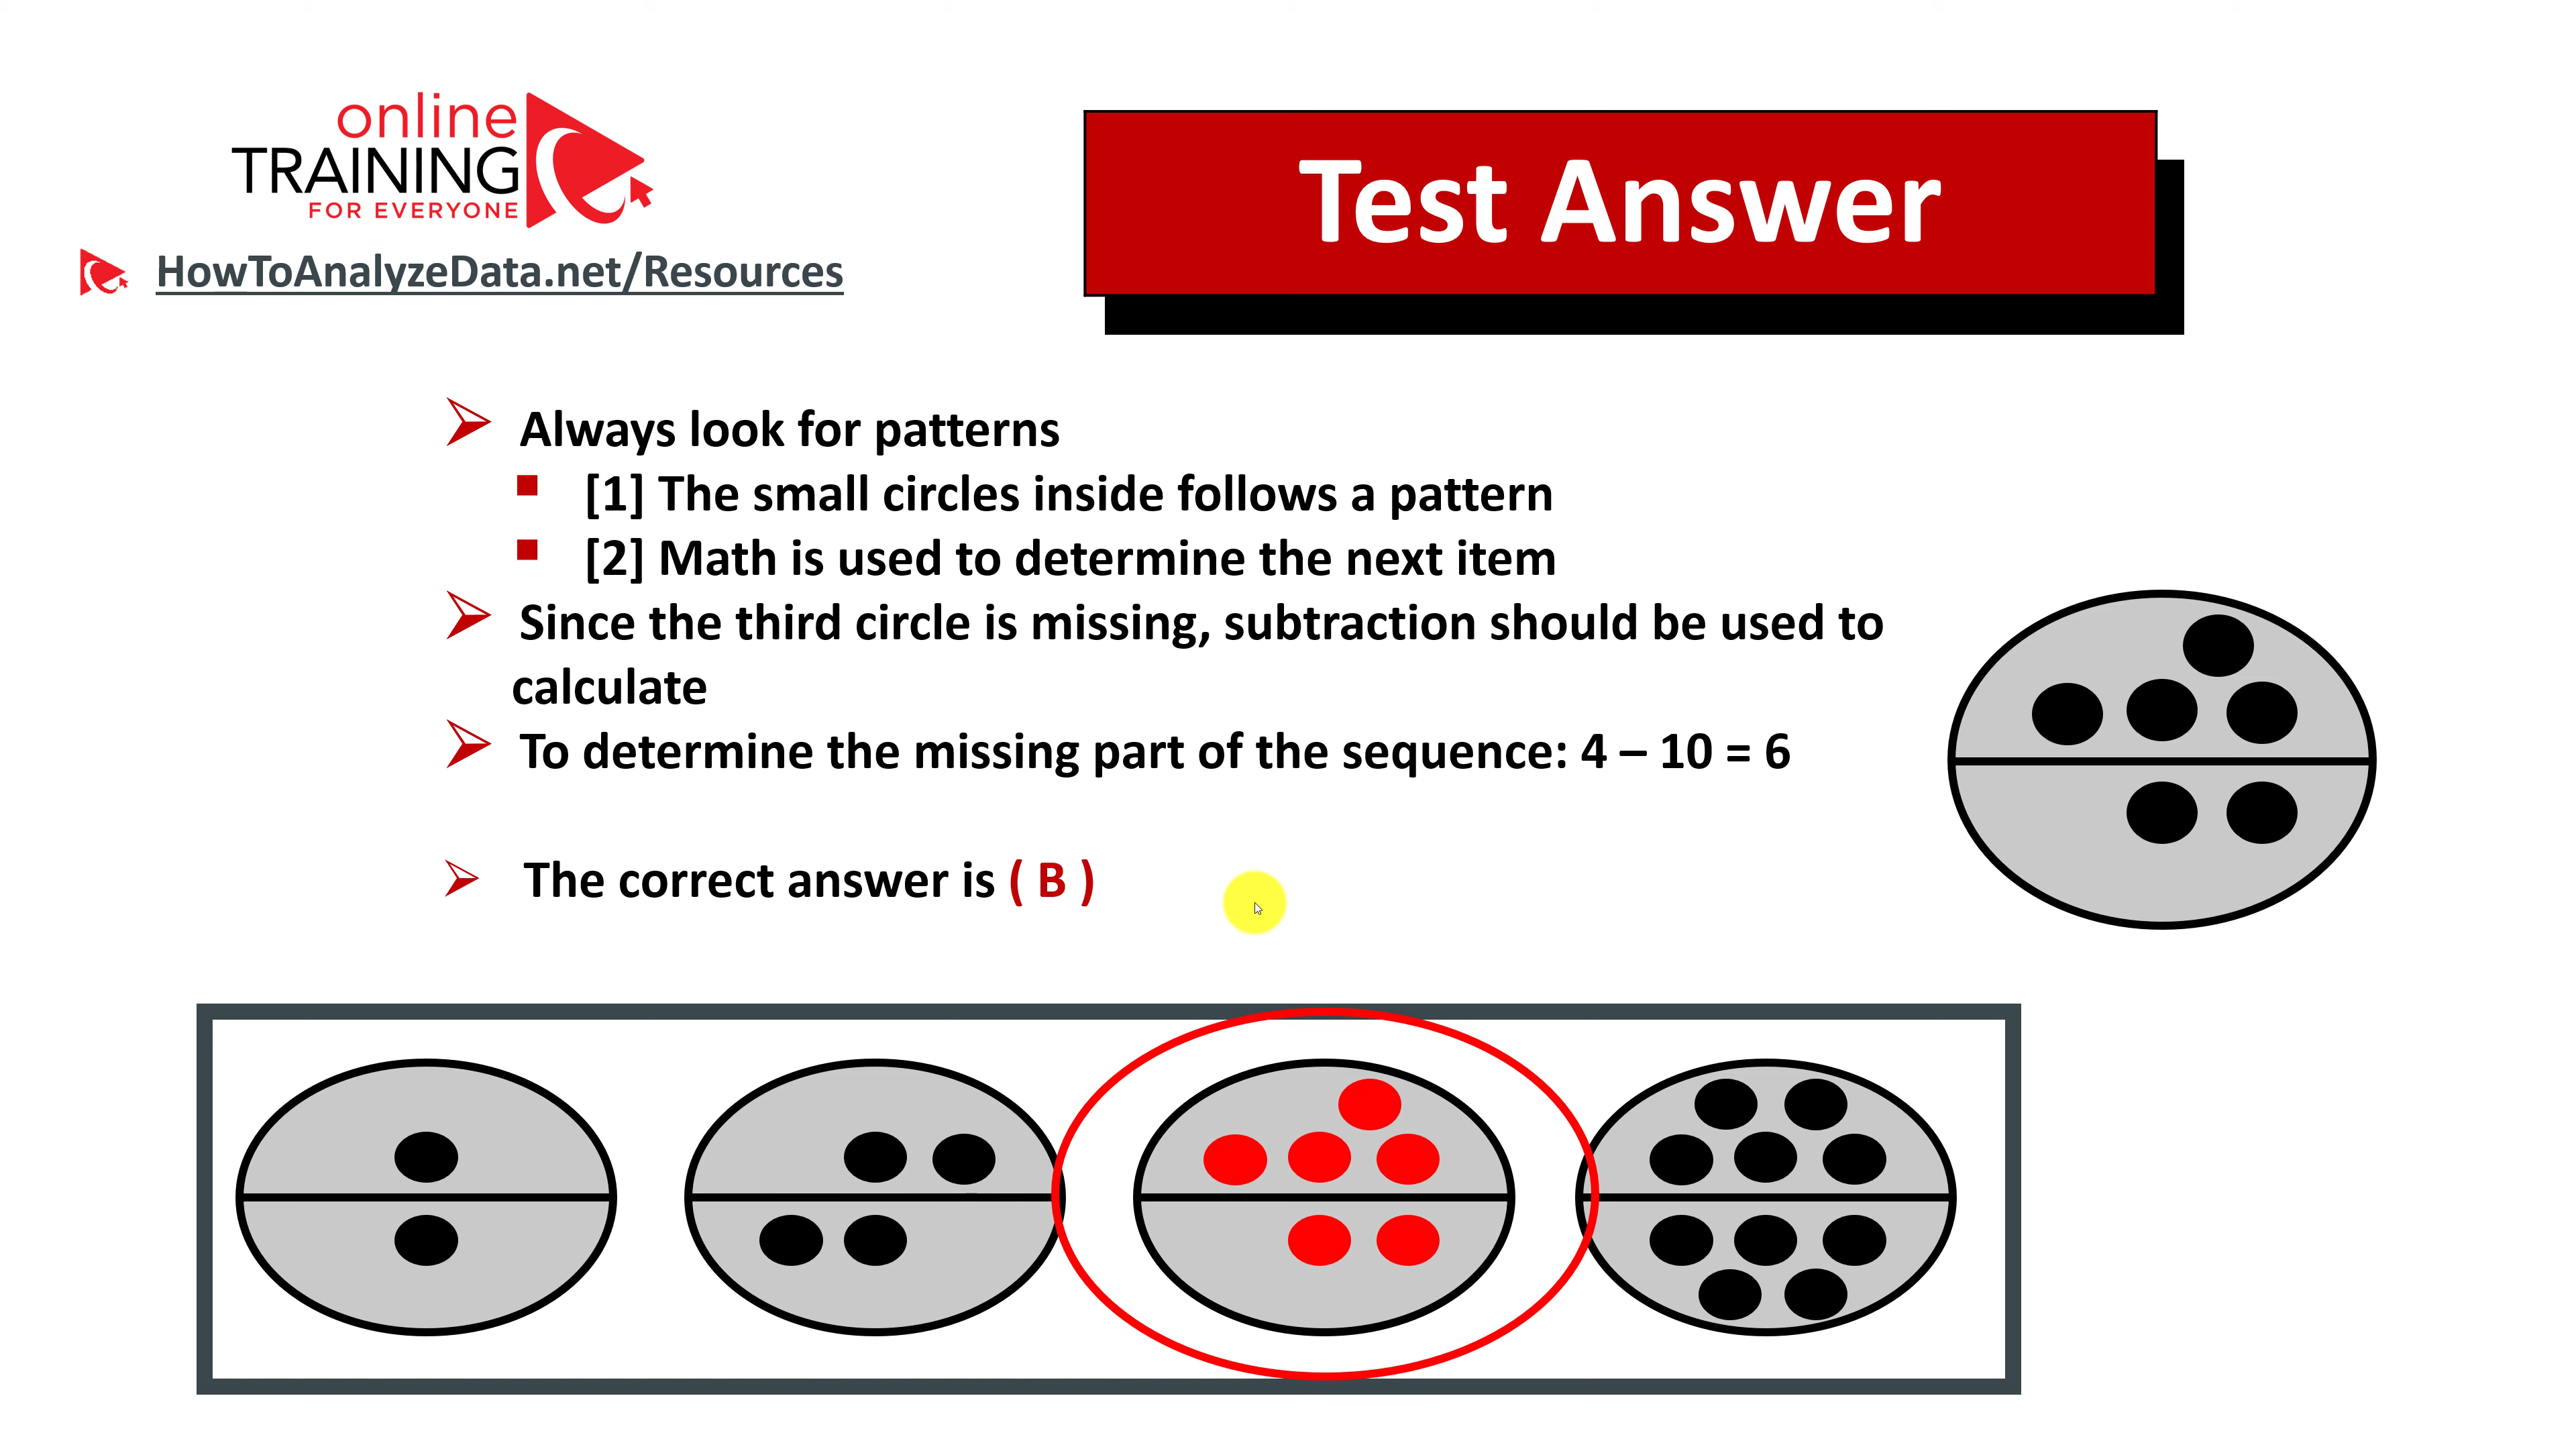 online
TRAINING
FOR EVERYONE
HowToAnalyzeData.net/Resources
Test Answer
Always look for patterns
[1] The small circles inside follows a pattern
[2] Math is used to determine the next item
Since the third circle is missing, subtraction should be used to
calculate
To determine the missing part of the sequence: 4 – 10 = 6
The correct answer is ( B )